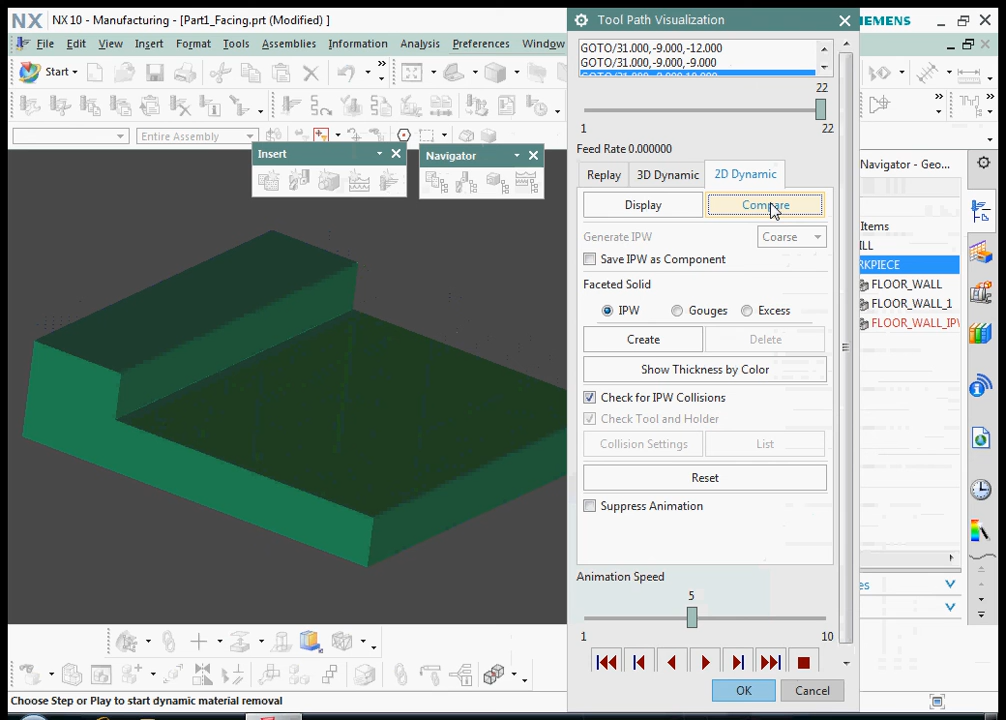 NX NX 10 - Manufacturing - [Part1_Facing.prt (Modified) ] SIEMENS
File Edit View Insert Format Tools Assemblies Analysis Preferences Window
Start
Entire Assembly
Insert
Navigator
Tool Path Visualization
GOTO/31.000,-9.000,-12.000
GOTO/31.000,-9.000,-9.000
22
1 22
Feed Rate 0.000000
Replay 3D Dynamic 2D Dynamic
Display Compare
Generate IPW Coarse
Save IPW as Component
Faceted Solid
IPW Gouges Excess
Create Delete
Show Thickness by Color
Check for IPW Collisions
Check Tool and Holder
Collision Settings List
Reset
Suppress Animation
Animation Speed
5
1 10
OK Cancel
Navigator - Geo...
Items
ILL
RKPIECE
FLOOR_WALL
FLOOR_WALL_1
FLOOR_WALL_IPW
es
Choose Step or Play to start dynamic material removal